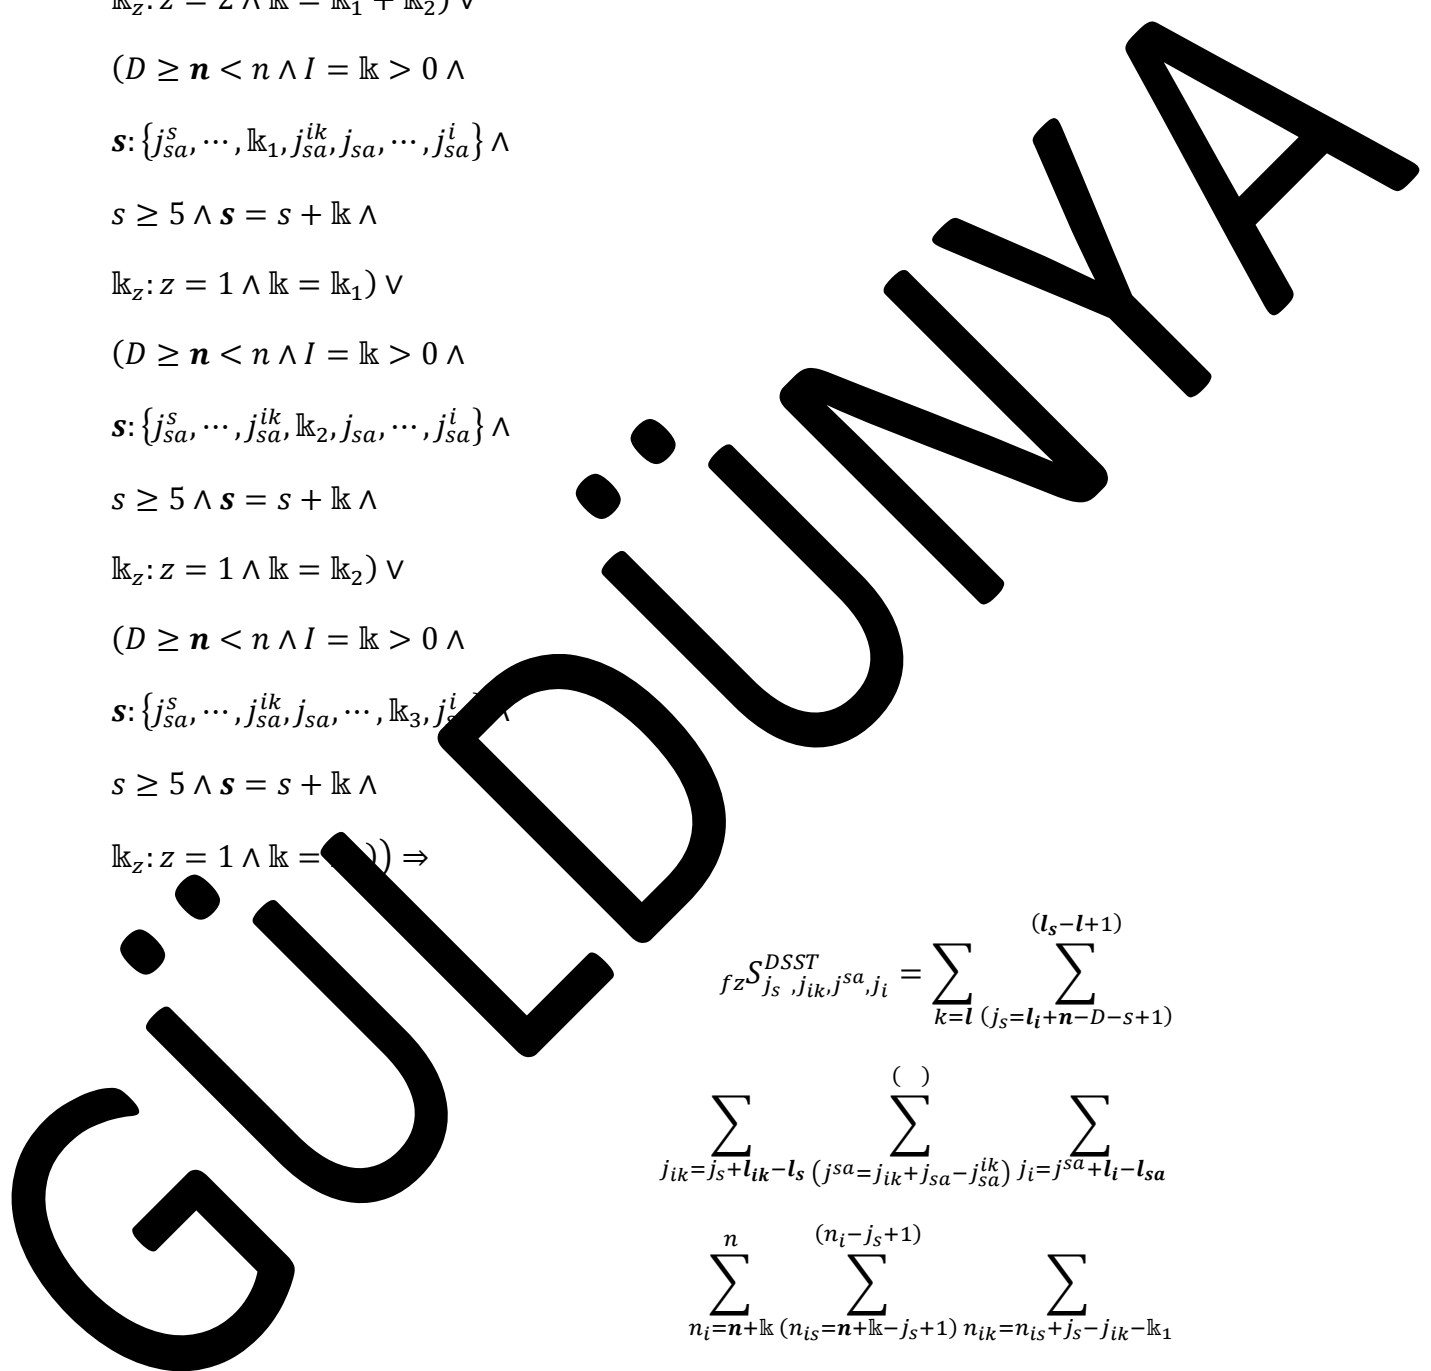 𝕜_z: z = 2 ∧ 𝕜 = 𝕜_1 + 𝕜_2) ∨
(D ≥ 𝒏 < n ∧ I = 𝕜 > 0 ∧
𝒔: {j_{sa}^{s}, ⋯ , 𝕜_1, j_{sa}^{ik}, j_{sa}, ⋯ , j_{sa}^{i}} ∧
s ≥ 5 ∧ 𝒔 = s + 𝕜 ∧
𝕜_z: z = 1 ∧ 𝕜 = 𝕜_1) ∨
(D ≥ 𝒏 < n ∧ I = 𝕜 > 0 ∧
𝒔: {j_{sa}^{s}, ⋯ , j_{sa}^{ik}, 𝕜_2, j_{sa}, ⋯ , j_{sa}^{i}} ∧
s ≥ 5 ∧ 𝒔 = s + 𝕜 ∧
𝕜_z: z = 1 ∧ 𝕜 = 𝕜_2) ∨
(D ≥ 𝒏 < n ∧ I = 𝕜 > 0 ∧
𝒔: {j_{sa}^{s}, ⋯ , j_{sa}^{ik}, j_{sa}, ⋯ , 𝕜_3, j^{i} ∧
s ≥ 5 ∧ 𝒔 = s + 𝕜 ∧
𝕜_z: z = 1 ∧ 𝕜 = )) ⇒
_{fz}S_{j_s ,j_{ik},j^{sa},j_i}^{DSST} = ∑_{k=𝒍} ∑_{(j_s=𝒍_𝒊+𝒏−D−s+1)}^{(𝒍_𝒔−𝒍+1)}
∑_{j_{ik}=j_s+𝒍_{𝒊𝒌}−𝒍_𝒔} ∑_{(j^{sa}=j_{ik}+j_{sa}−j_{sa}^{ik})}^{( )} ∑_{j_i=j^{sa}+𝒍_𝒊−𝒍_{𝒔𝒂}}
∑_{n_i=𝒏+𝕜}^{n} ∑_{(n_{is}=𝒏+𝕜−j_s+1)}^{(n_i−j_s+1)} ∑_{n_{ik}=n_{is}+j_s−j_{ik}−𝕜_1}
GÜLDÜNYA